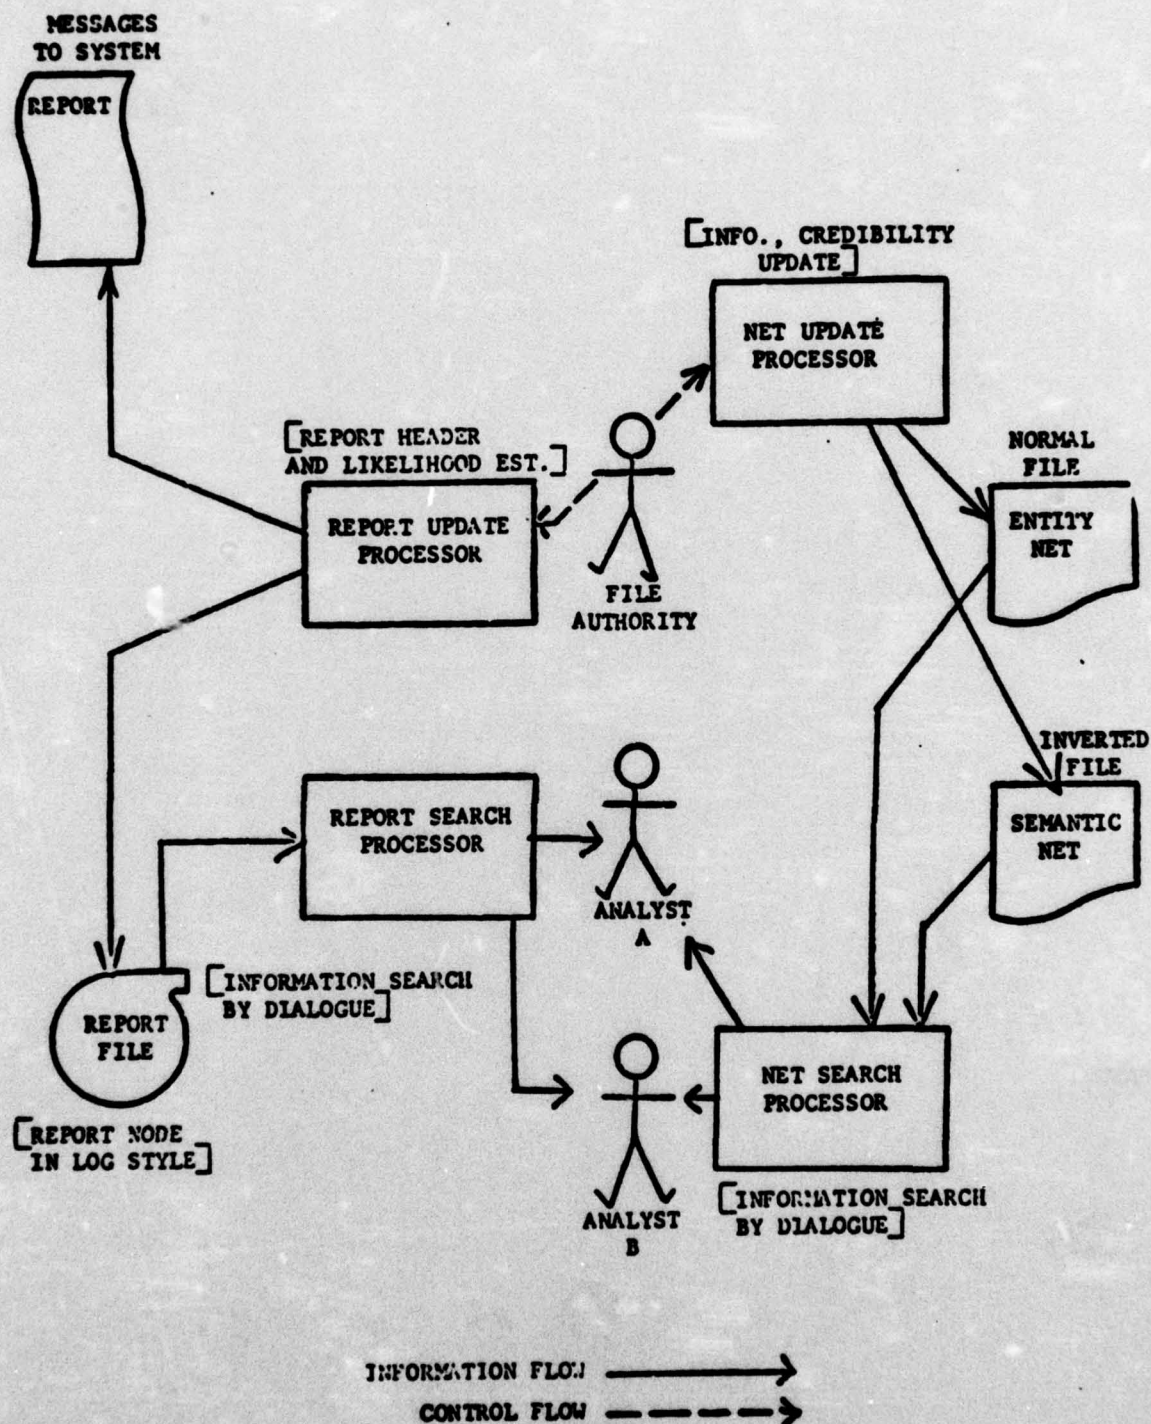 MESSAGES
TO SYSTEM
REPORT
[INFO., CREDIBILITY
UPDATE]
NET UPDATE
PROCESSOR
[REPORT HEADER
AND LIKELIHOOD EST.]
REPORT UPDATE
PROCESSOR
FILE
AUTHORITY
NORMAL
FILE
ENTITY
NET
INVERTED
FILE
SEMANTIC
NET
REPORT SEARCH
PROCESSOR
ANALYST
A
[INFORMATION SEARCH
BY DIALOGUE]
REPORT
FILE
[REPORT NODE
IN LOG STYLE]
NET SEARCH
PROCESSOR
ANALYST
B
[INFORMATION SEARCH
BY DIALOGUE]
INFORMATION FLOW
CONTROL FLOW